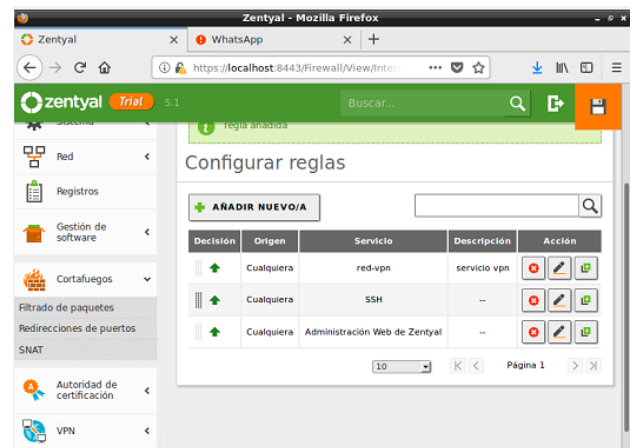 Zentyal - Mozilla Firefox
Zentyal
WhatsApp
https://localhost:8443/Firewall/View/Inter
zentyal Trial 5.1
Buscar...
Sistema
regla añadida
Red
Configurar reglas
Registros
AÑADIR NUEVO/A
Gestión de
software
Decisión Origen Servicio Descripción Acción
Cualquiera red-vpn servicio vpn
Cortafuegos
Cualquiera SSH --
Filtrado de paquetes
Redirecciones de puertos
Cualquiera Administración Web de Zentyal --
SNAT
10 Página 1
Autoridad de
certificación
VPN